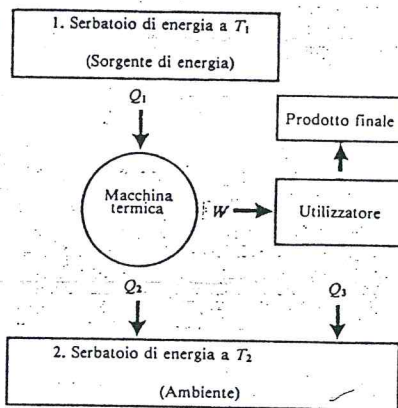 1. Serbatoio di energia a T₁
(Sorgente di energia)
Q₁
Prodotto finale
Macchina
termica
W
Utilizzatore
Q₂
Q₃
2. Serbatoio di energia a T₂
(Ambiente)